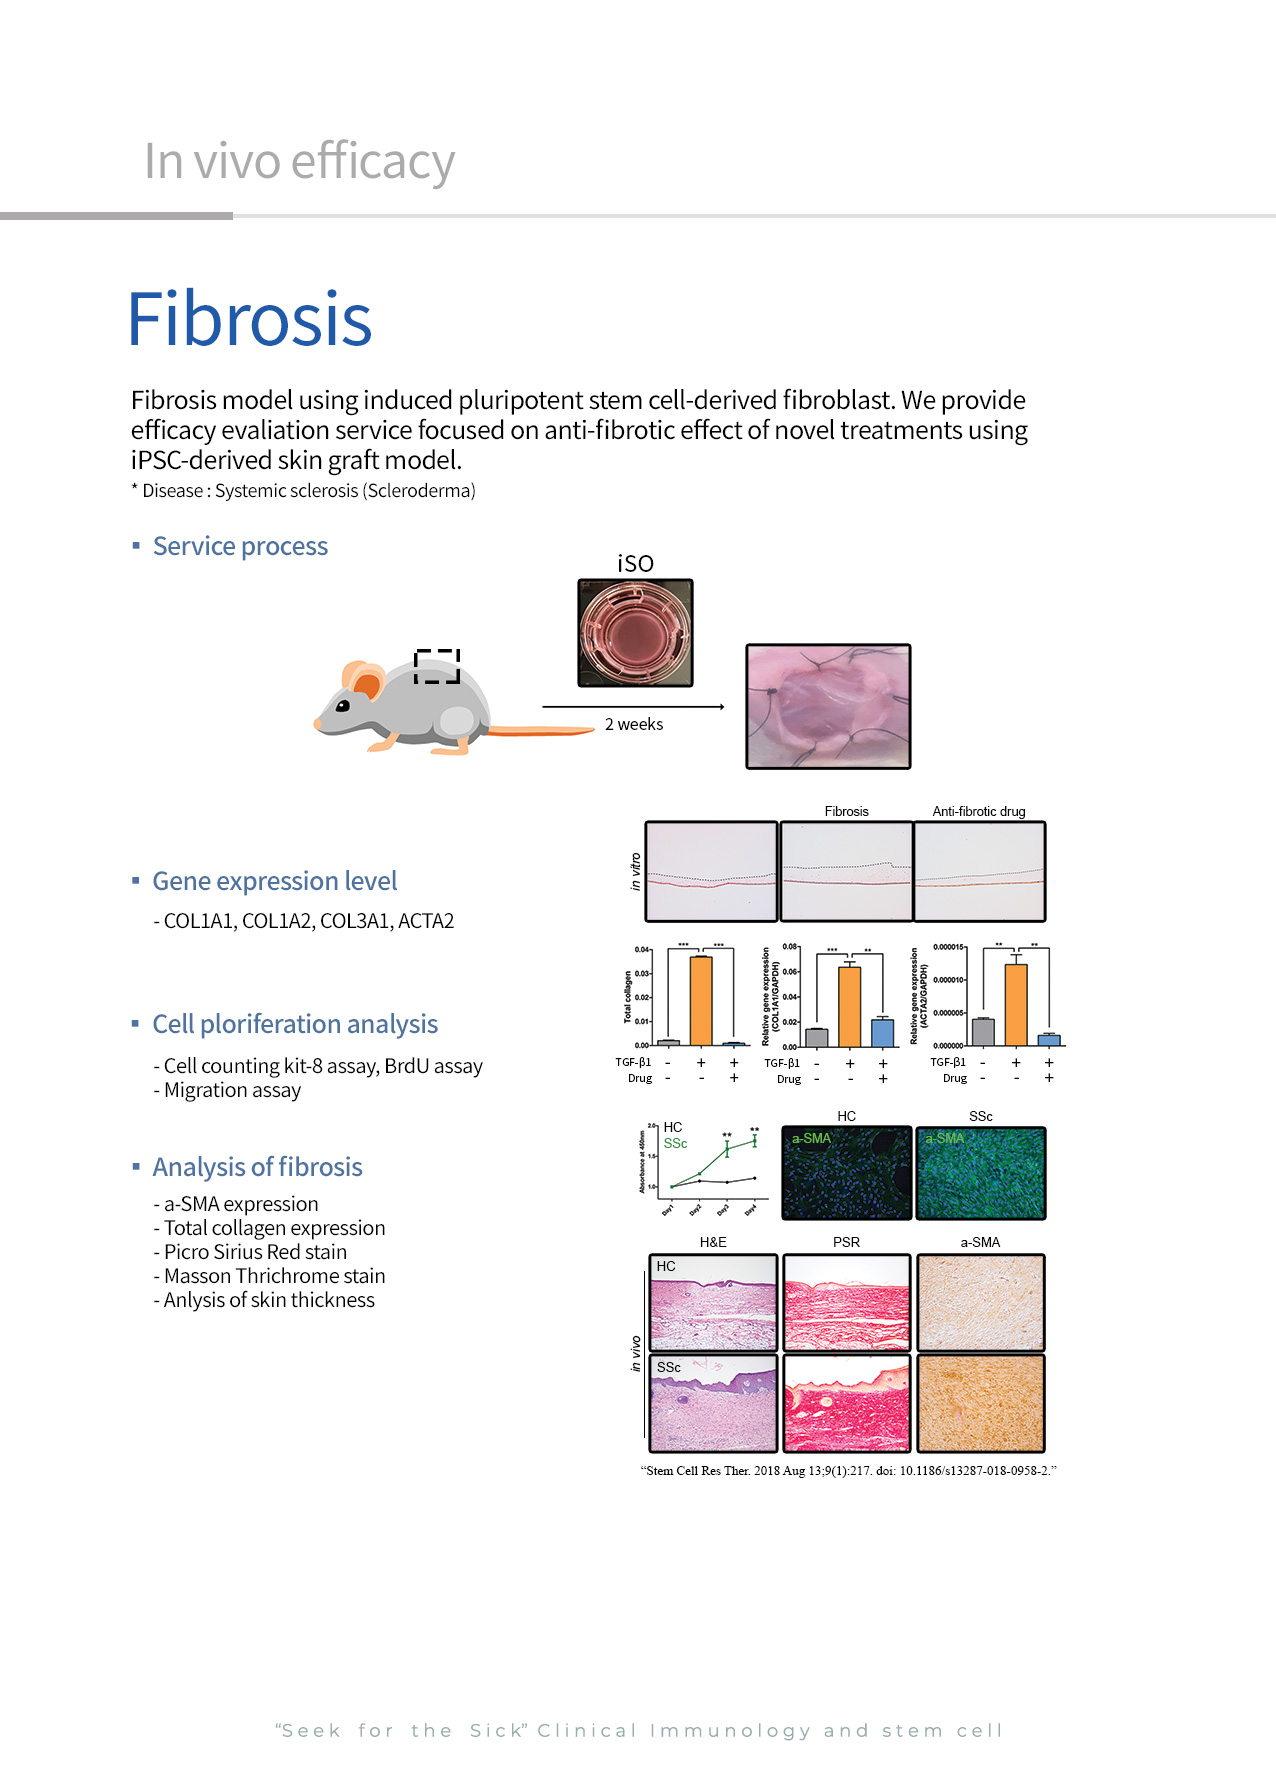 In vivo efficacy
Fibrosis
Fibrosis model using induced pluripotent stem cell-derived fibroblast. We provide
efficacy evaliation service focused on anti-fibrotic effect of novel treatments using
iPSC-derived skin graft model.
* Disease : Systemic sclerosis (Scleroderma)
▪ Service process
iSO
2 weeks
▪ Gene expression level
- COL1A1, COL1A2, COL3A1, ACTA2
▪ Cell ploriferation analysis
- Cell counting kit-8 assay, BrdU assay
- Migration assay
▪ Analysis of fibrosis
- a-SMA expression
- Total collagen expression
- Picro Sirius Red stain
- Masson Thrichrome stain
- Anlysis of skin thickness
Fibrosis Anti-fibrotic drug
in vitro
Total collagen
0.04
0.03
0.02
0.01
0.00
*** ***
TGF-β1 - + +
Drug - - +
Relative gene expression
(COL1A1/GAPDH)
0.08
0.06
0.04
0.02
0.00
*** **
TGF-β1 - + +
Drug - - +
Relative gene expression
(ACTA2/GAPDH)
0.000015
0.000010
0.000005
0.000000
** **
TGF-β1 - + +
Drug - - +
Absorbance at 450nm
2.0
1.5
1.0
HC
SSc
** **
Day1 Day2 Day3 Day4
HC SSc
a-SMA a-SMA
H&E PSR a-SMA
HC
in vivo
SSc
“Stem Cell Res Ther. 2018 Aug 13;9(1):217. doi: 10.1186/s13287-018-0958-2.”
“Seek for the Sick” Clinical Immunology and stem cell